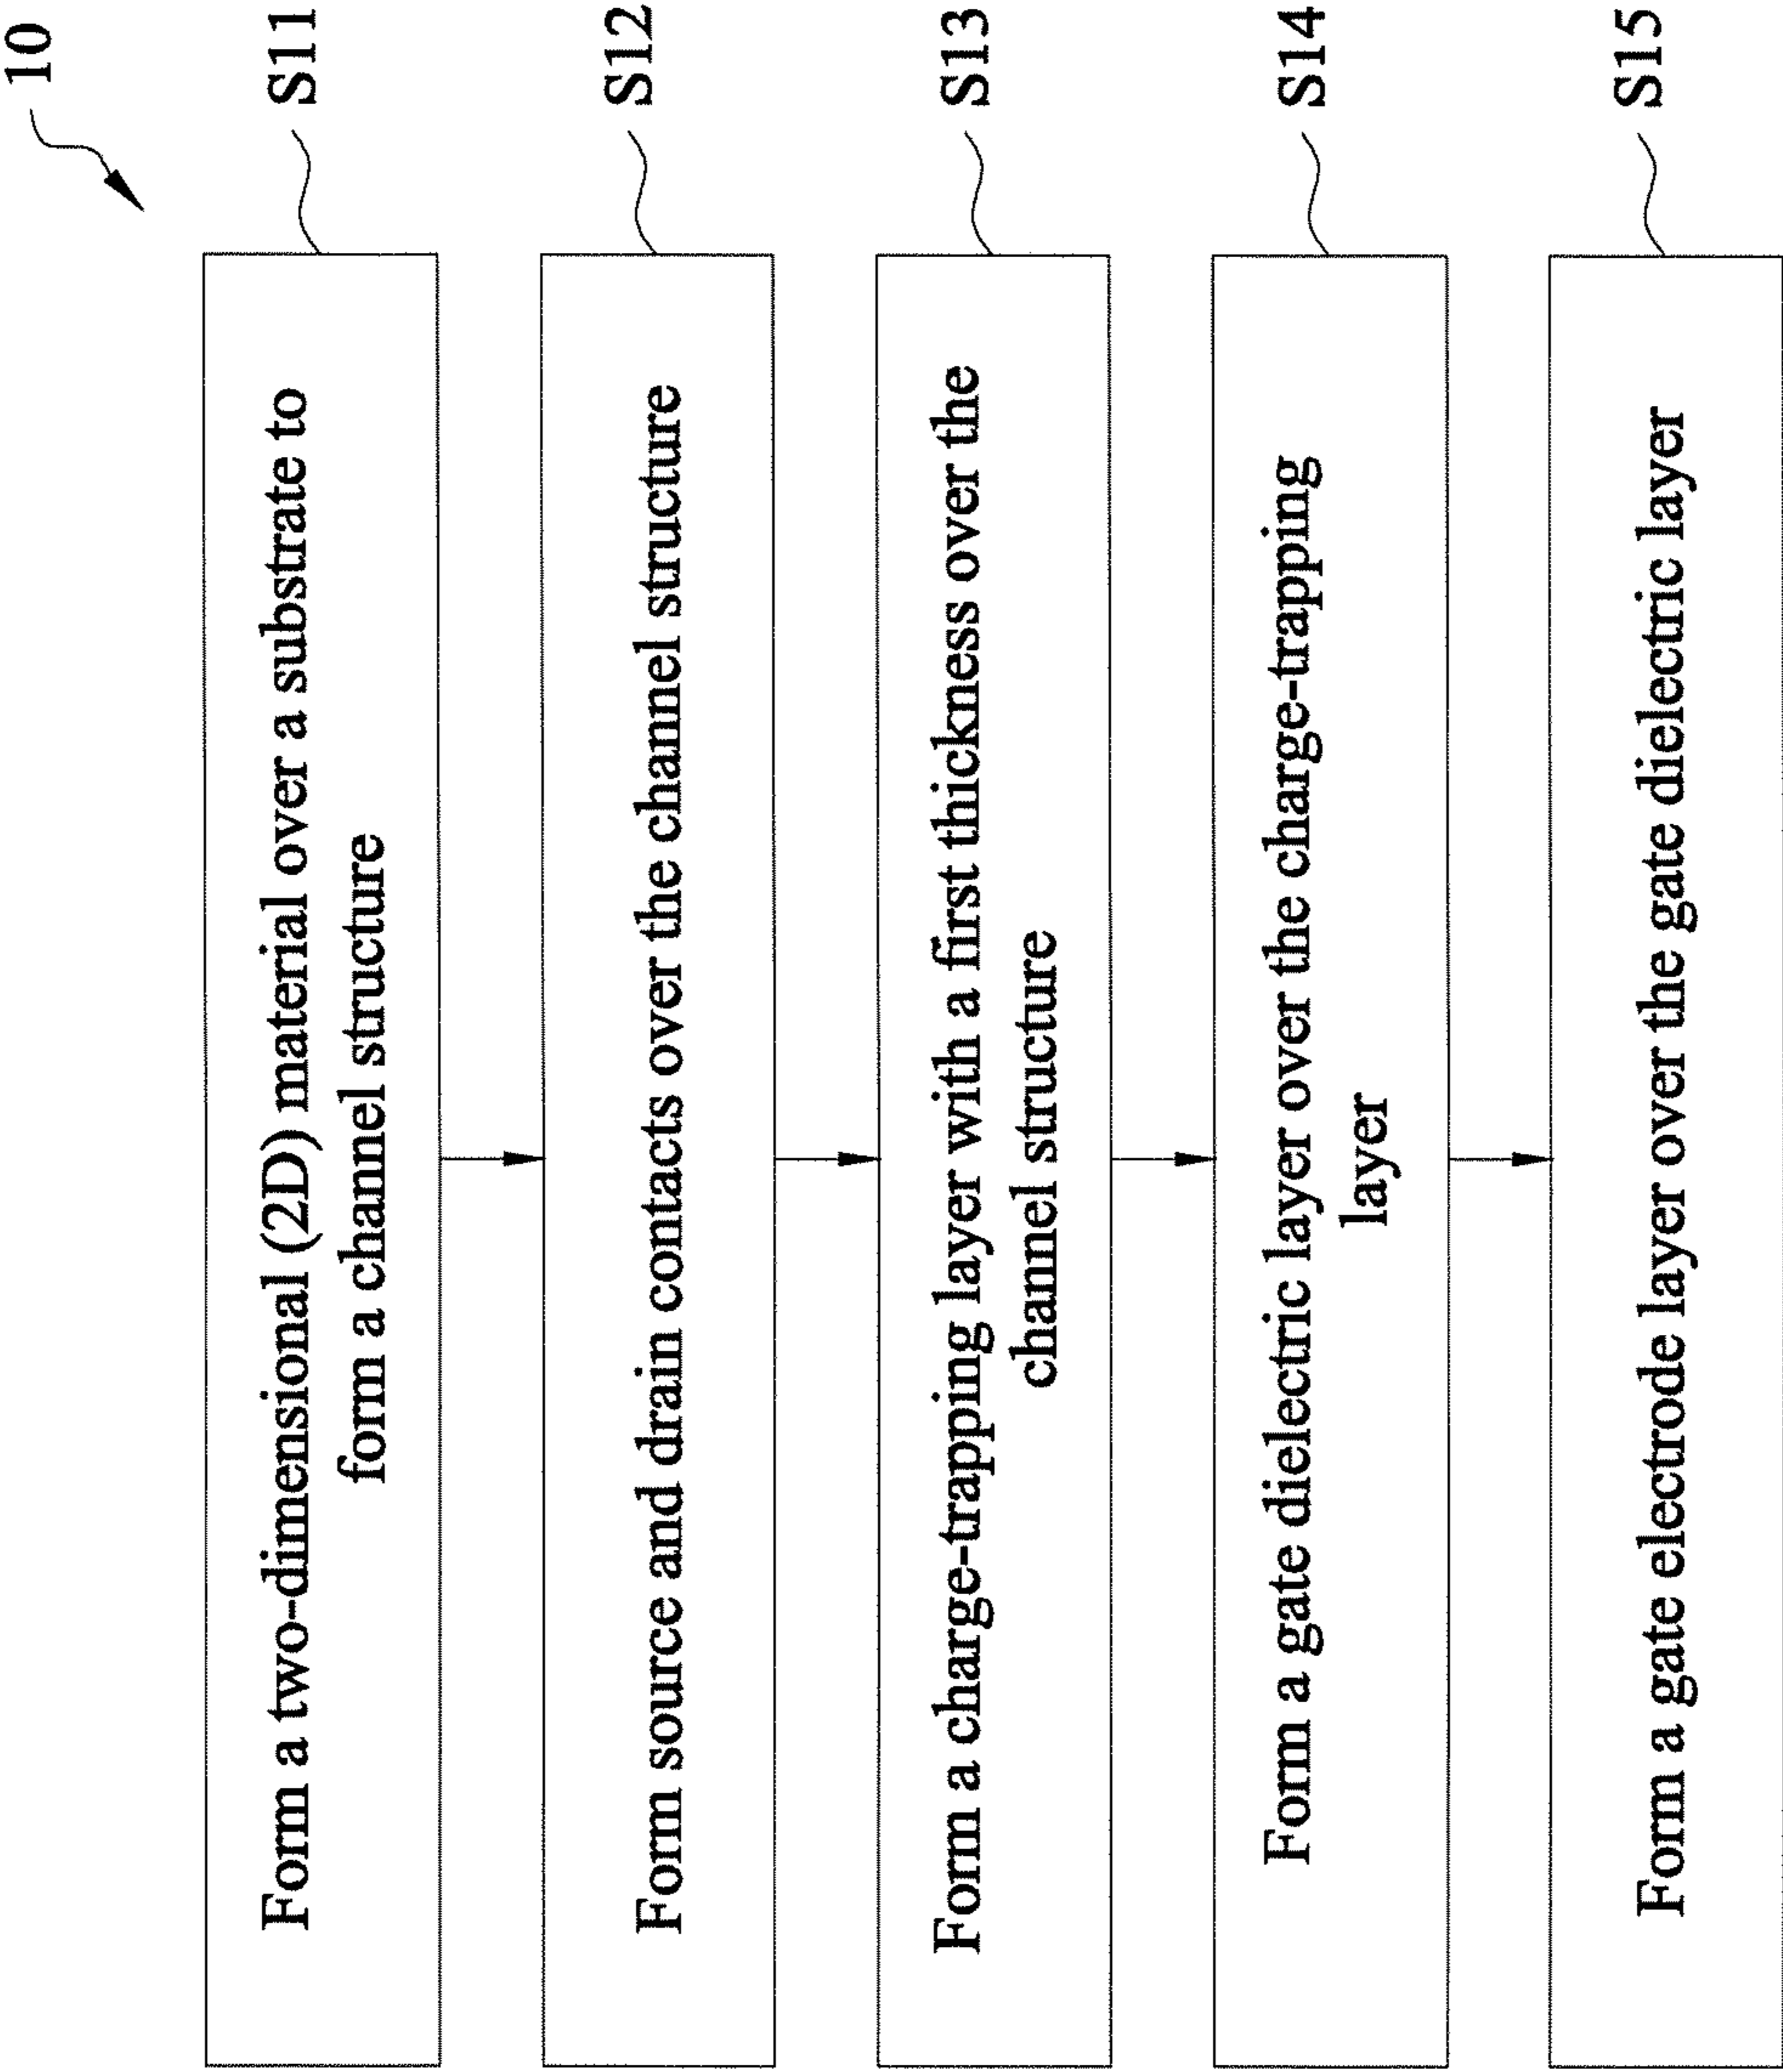 10
Form a two-dimensional (2D) material over a substrate to
form a channel structure
S11
Form source and drain contacts over the channel structure
S12
Form a charge-trapping layer with a first thickness over the
channel structure
S13
Form a gate dielectric layer over the charge-trapping
layer
S14
Form a gate electrode layer over the gate dielectric layer
S15